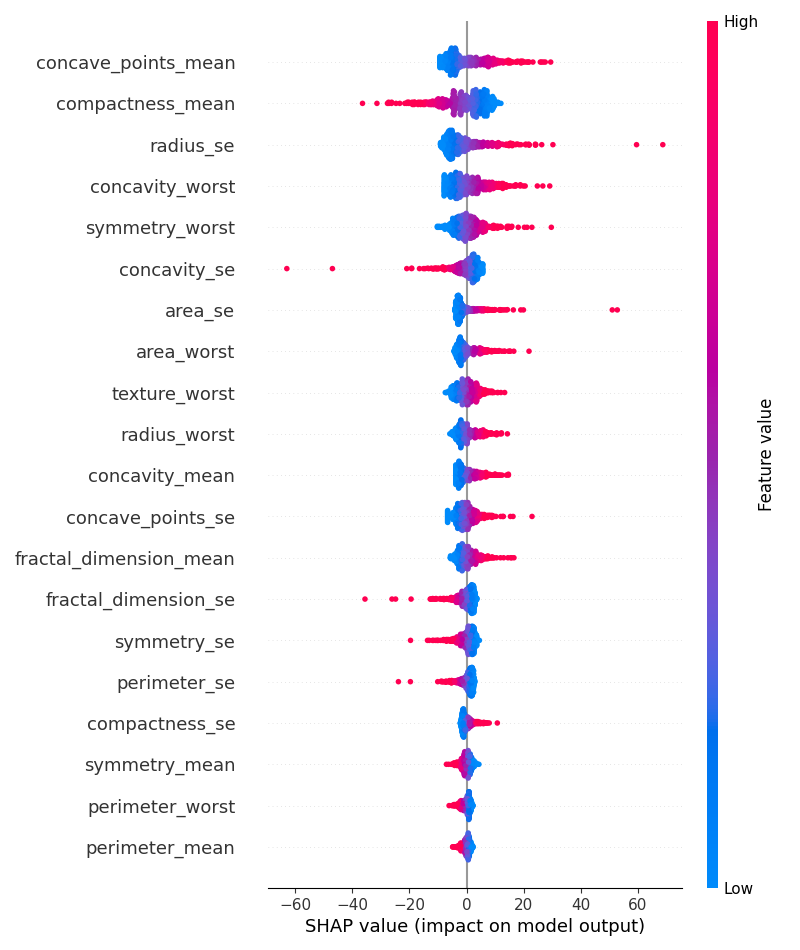 High
concave_points_mean
compactness_mean
radius_se
concavity_worst
symmetry_worst
concavity_se
area_se
area_worst
texture_worst
radius_worst
concavity_mean
concave_points_se
fractal_dimension_mean
fractal_dimension_se
symmetry_se
perimeter_se
compactness_se
symmetry_mean
perimeter_worst
perimeter_mean
Feature value
Low
−60 −40 −20 0 20 40 60
SHAP value (impact on model output)